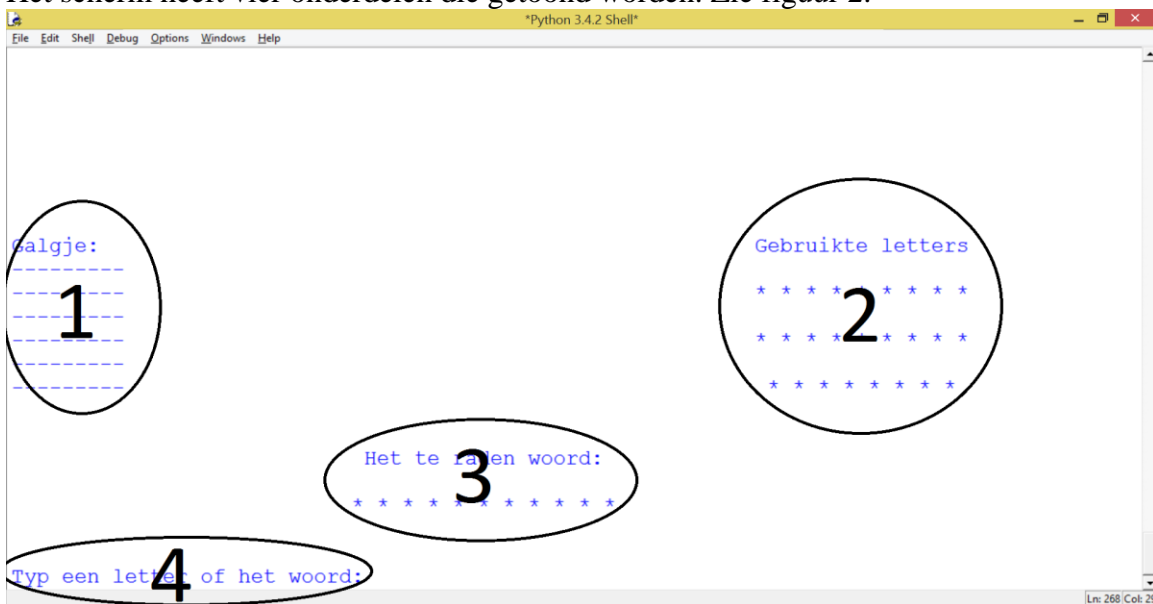 Het scherm heeft vier onderdelen die getoond worden. Zie figuur 2.
*Python 3.4.2 Shell*
File Edit Shell Debug Options Windows Help
Galgje:
---------
---------
---------
---------
---------
---------
1
Gebruikte letters
* * * * * * * * *
* * * * * * * * *
* * * * * * * *
2
Het te raden woord:
* * * * * * * * * * *
3
Typ een letter of het woord:
4
Ln: 268 Col: 29